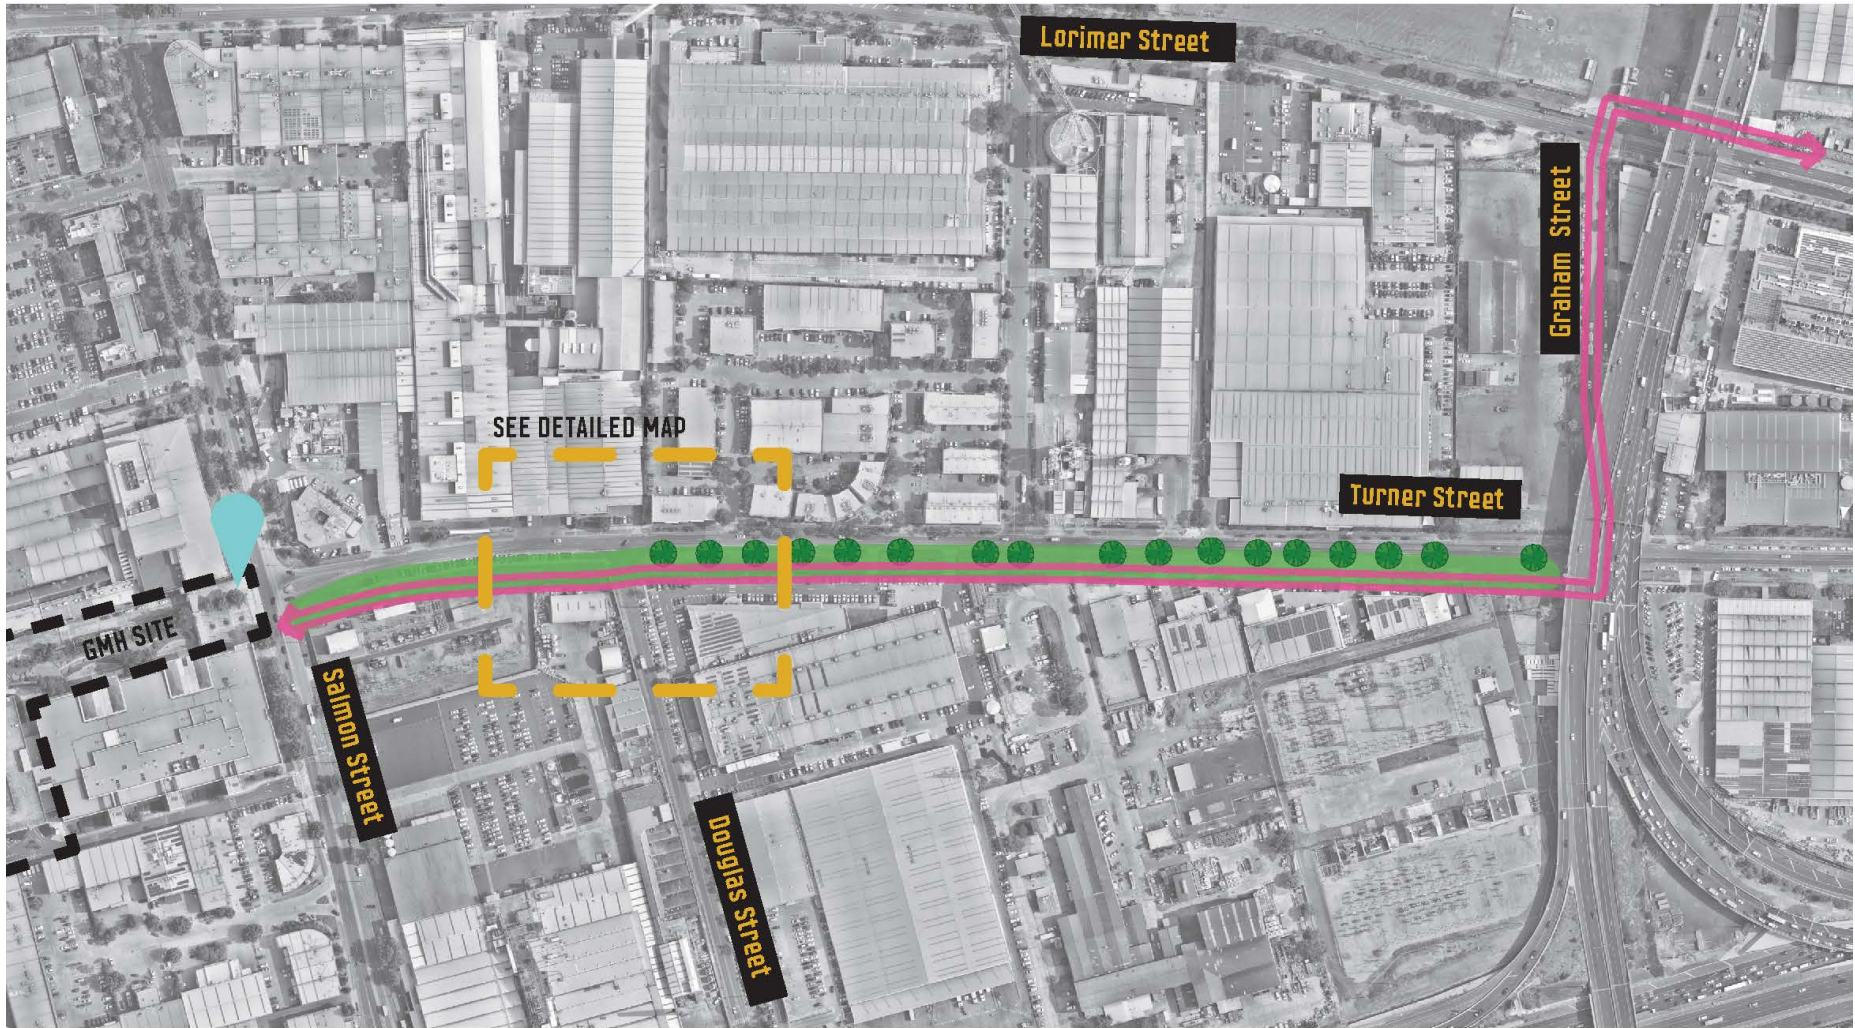 Lorimer Street
Graham Street
SEE DETAILED MAP
Turner Street
GMH SITE
Salmon Street
Douglas Street